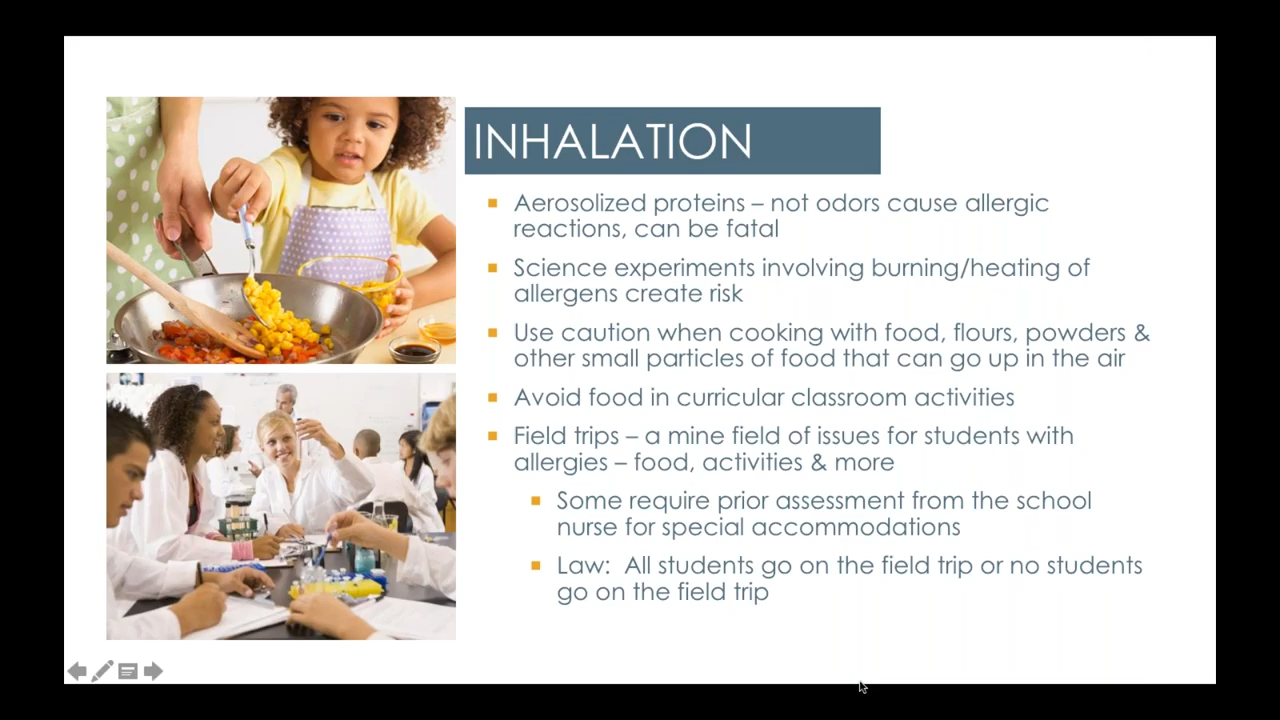 INHALATION
Aerosolized proteins – not odors cause allergic
reactions, can be fatal
Science experiments involving burning/heating of
allergens create risk
Use caution when cooking with food, flours, powders &
other small particles of food that can go up in the air
Avoid food in curricular classroom activities
Field trips – a mine field of issues for students with
allergies – food, activities & more
Some require prior assessment from the school
nurse for special accommodations
Law:  All students go on the field trip or no students
go on the field trip